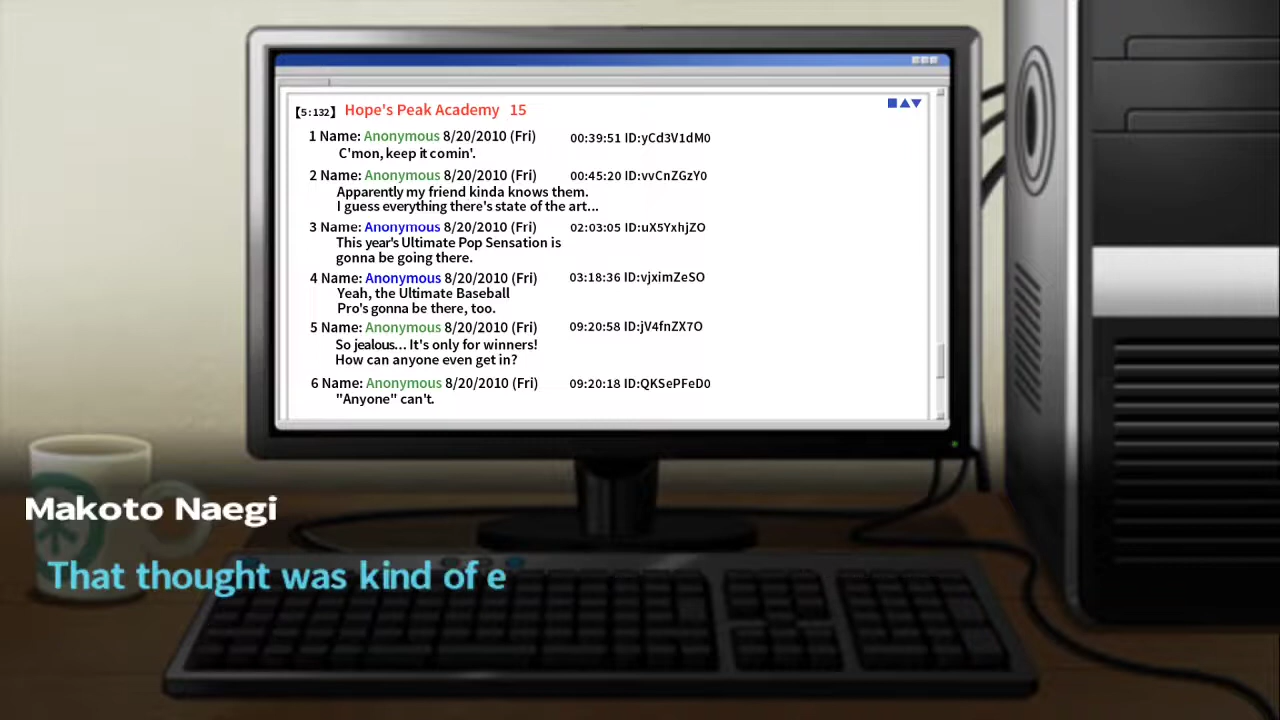 【5:132】 Hope's Peak Academy 15
1 Name: Anonymous 8/20/2010 (Fri) 00:39:51 ID:yCd3V1dM0
C'mon, keep it comin'.
2 Name: Anonymous 8/20/2010 (Fri) 00:45:20 ID:vvCnZGzY0
Apparently my friend kinda knows them.
I guess everything there's state of the art...
3 Name: Anonymous 8/20/2010 (Fri) 02:03:05 ID:uX5YxhjZO
This year's Ultimate Pop Sensation is
gonna be going there.
4 Name: Anonymous 8/20/2010 (Fri) 03:18:36 ID:vjximZeSO
Yeah, the Ultimate Baseball
Pro's gonna be there, too.
5 Name: Anonymous 8/20/2010 (Fri) 09:20:58 ID:jV4fnZX7O
So jealous... It's only for winners!
How can anyone even get in?
6 Name: Anonymous 8/20/2010 (Fri) 09:20:18 ID:QKSePFeD0
"Anyone" can't.
Makoto Naegi
That thought was kind of e